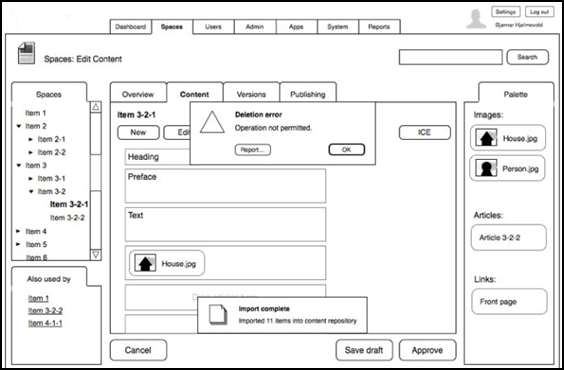 Dashboard
Spaces
Users
Admin
Apps
System
Reports
Settings
Log out
Spaces: Edit Content
Search
Spaces
Item 1
Item 2
Item 2-1
Item 2-2
Item 3
Item 3-1
Item 3-2
Item 3-2-1
Item 3-2-2
Item 4
Item 5
Item 6
Also used by
Item 1
Item 3-2-2
Item 4-1-1
Overview
Content
Versions
Publishing
Item 3-2-1
New
Edi
ICE
Deletion error
Operation not permitted.
Report...
OK
Heading
Preface
Text
House.jpg
Import complete
Imported 11 items into content repository
Cancel
Save draft
Approve
Palette
Images:
House.jpg
Person.jpg
Articles:
Article 3-2-2
Links:
Front page